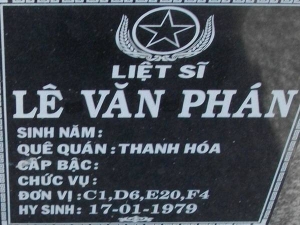 LIỆT SĨ
LÊ VĂN PHÁN
SINH NĂM :
QUÊ QUÁN : THANH HÓA
CẤP BẬC:
CHỨC VỤ :
ĐƠN VỊ : C1,D6,E20,F4
HY SINH : 17-01-1979